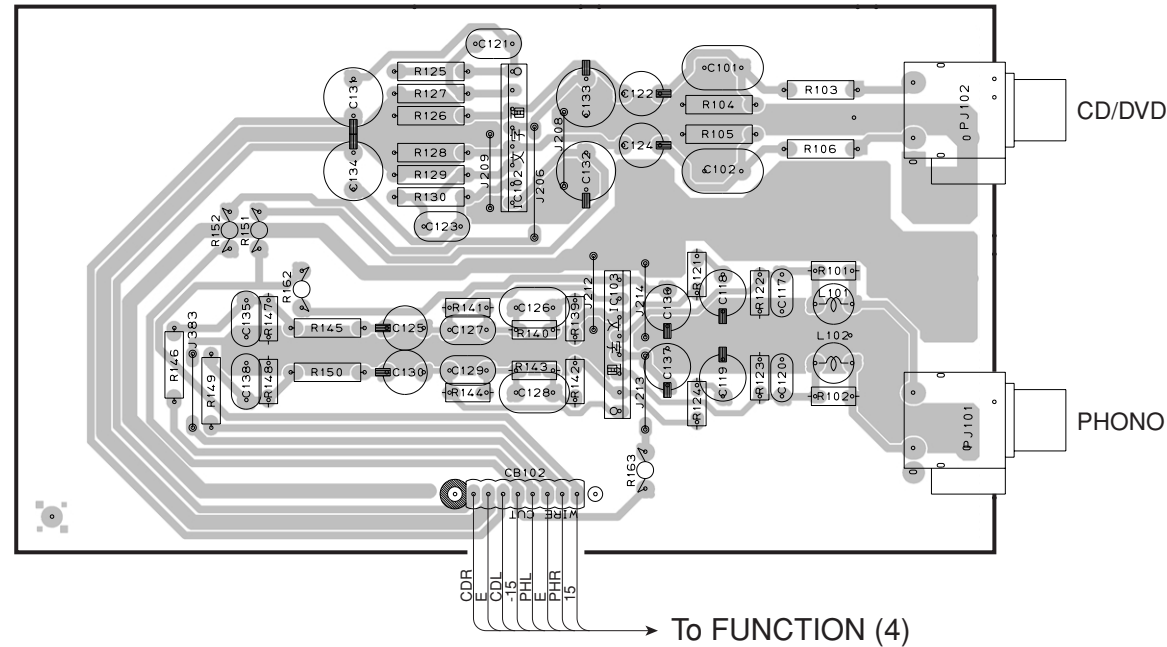 C121
R125
R127
R126
R128
R129
R130
C123
C131
C134
J209
IC102
J206
J208
C133
C132
C122
C124
C101
R104
R105
C102
R103
R106
PJ102
CD/DVD
R152
R151
R162
J383
R146
R149
C135
R147
C138
R148
R145
R150
C125
C130
R141
C127
C129
R144
C126
R140
R143
C128
R139
R142
J212
IC103
J214
J213
C136
C137
R121
R124
C118
C119
R122
R123
C117
C120
R101
L101
L102
R102
PJ101
PHONO
R163
CB102
WIRE CUT
CDR
E
CDL
-15
PHL
E
PHR
15
To FUNCTION (4)